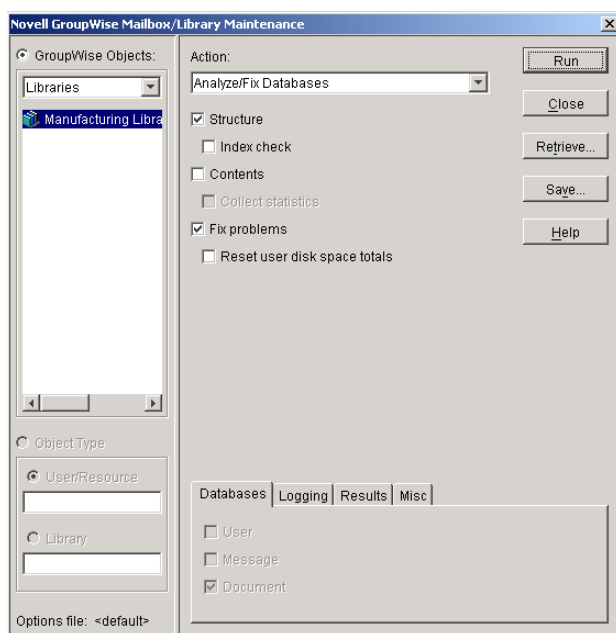 Novell GroupWise Mailbox/Library Maintenance
GroupWise Objects:
Libraries
Manufacturing Libra
Object Type
User/Resource
Library
Options file: <default>
Action:
Analyze/Fix Databases
Structure
Index check
Contents
Collect statistics
Fix problems
Reset user disk space totals
Run
Close
Retrieve...
Save...
Help
Databases Logging Results Misc
User
Message
Document